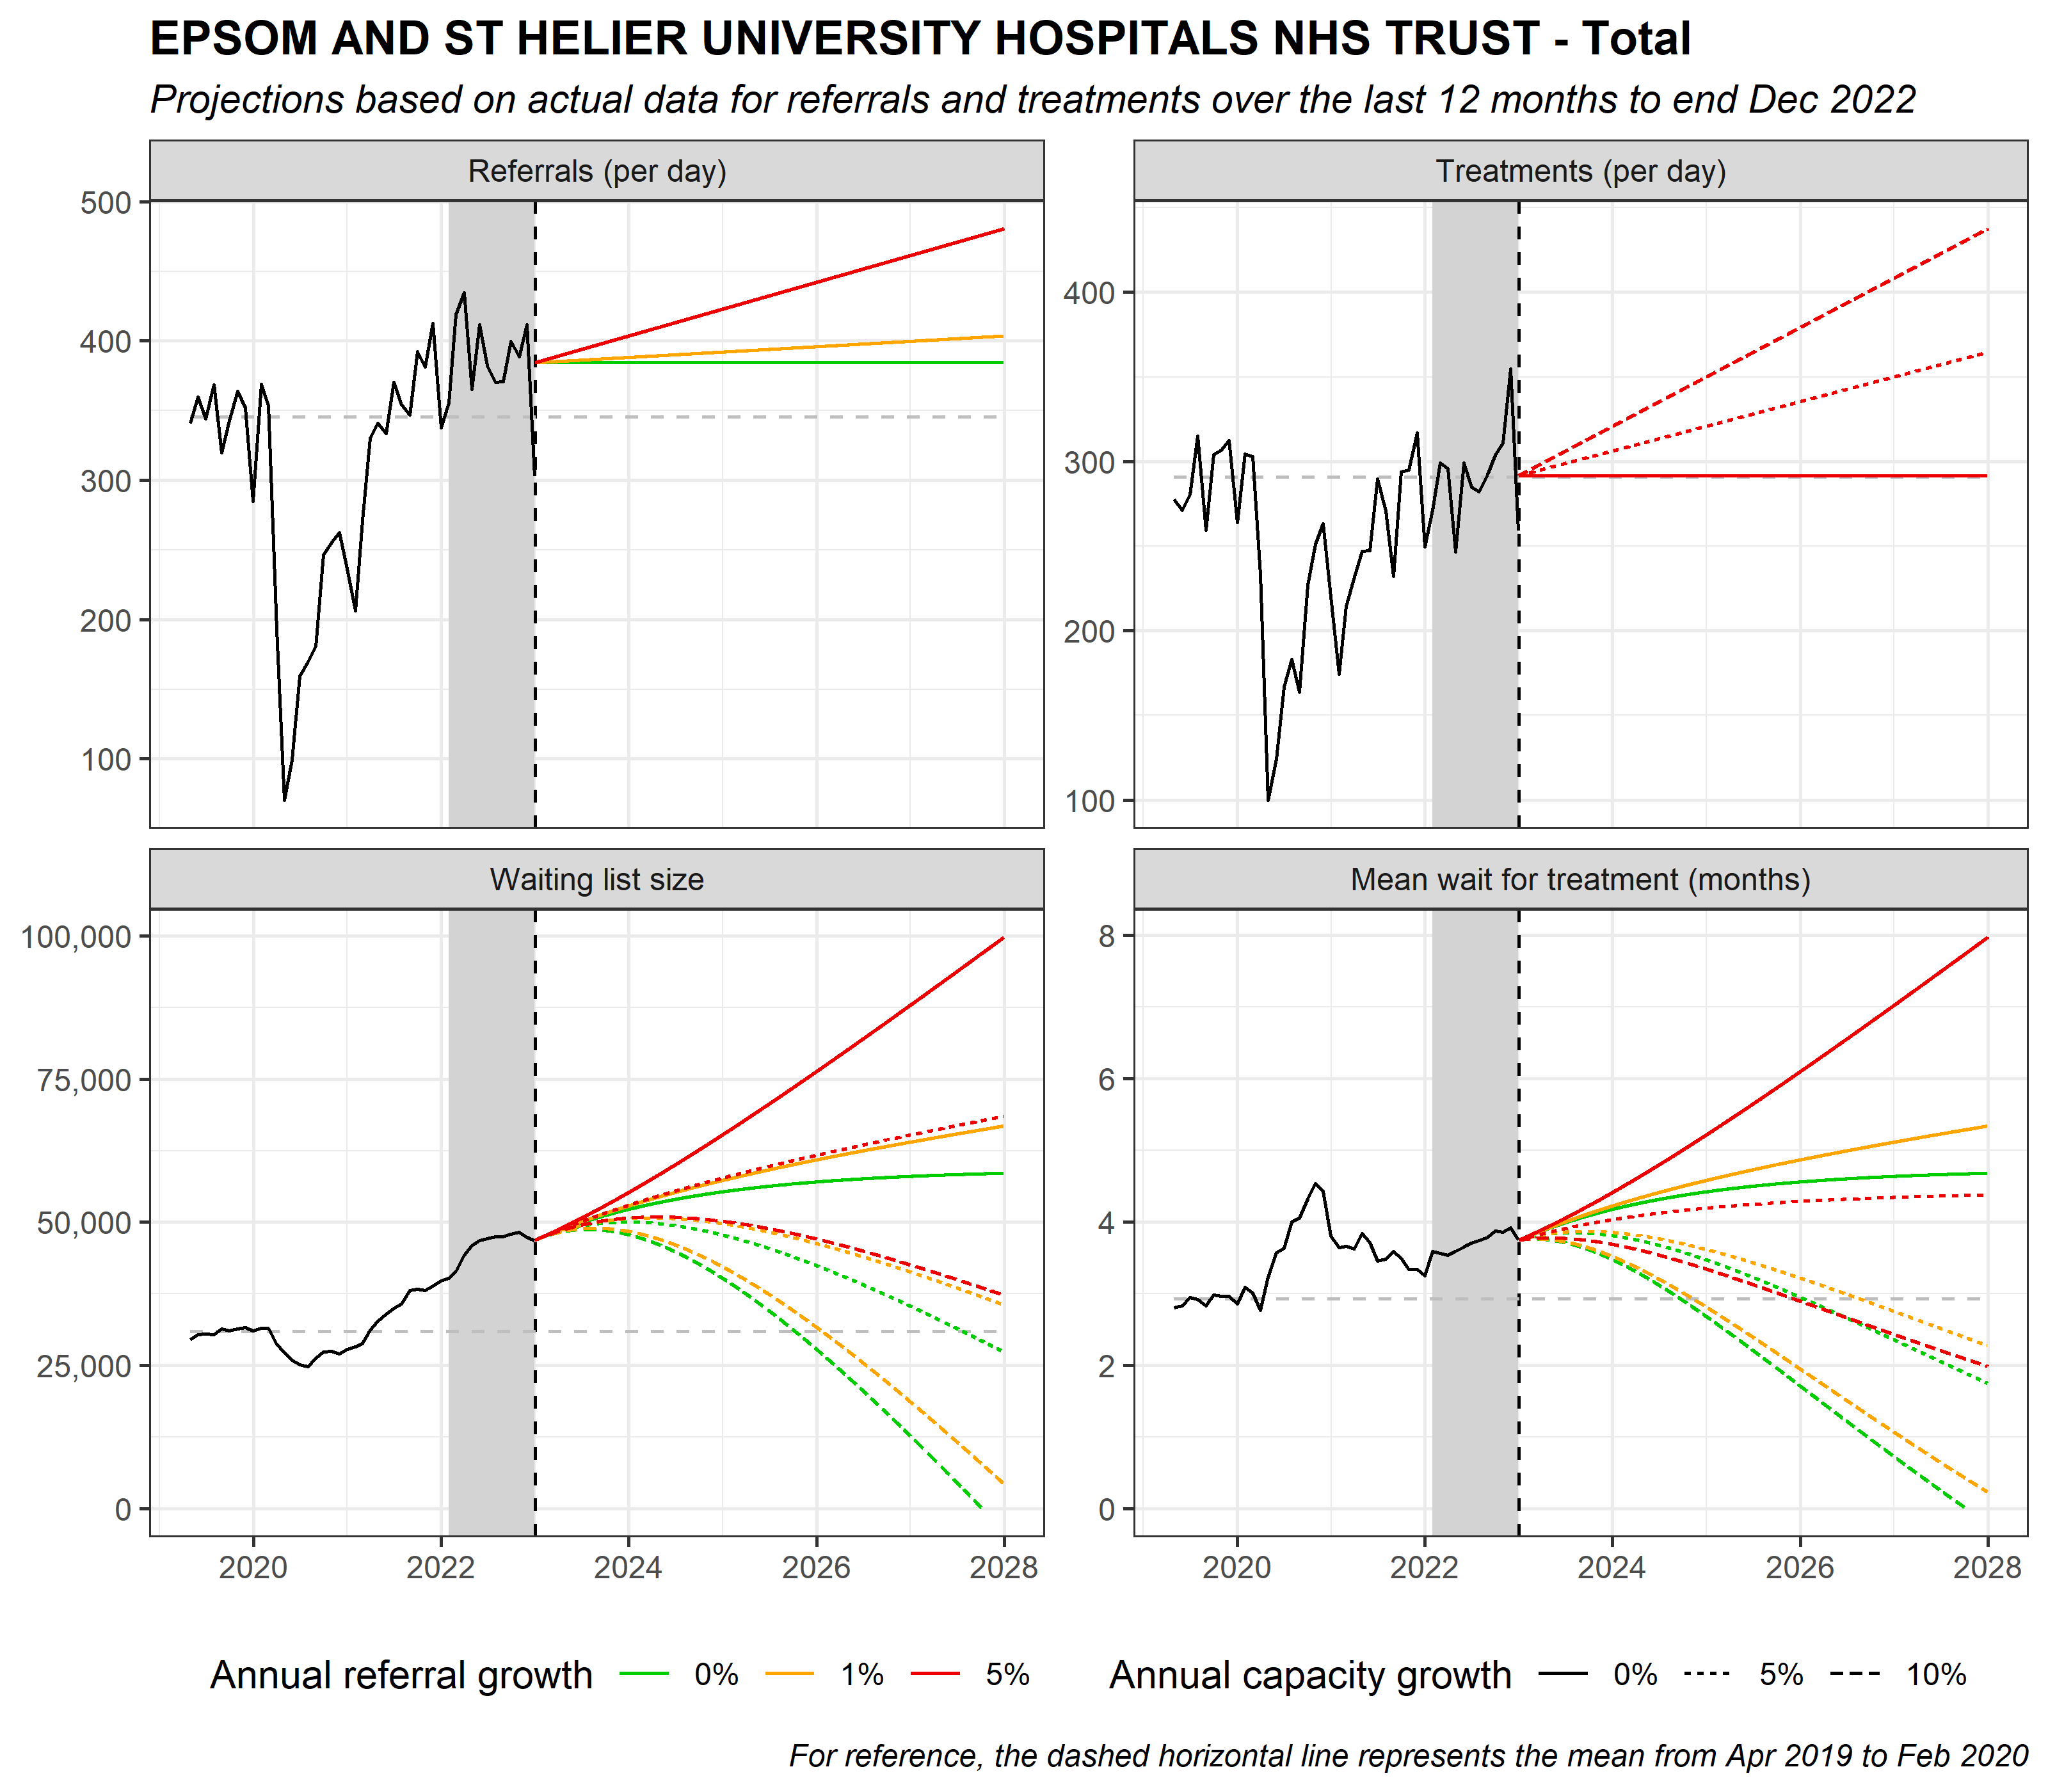 EPSOM AND ST HELIER UNIVERSITY HOSPITALS NHS TRUST - Total
Projections based on actual data for referrals and treatments over the last 12 months to end Dec 2022
Referrals (per day)
500
400
300
200
100
Treatments (per day)
400
300
200
100
Waiting list size
100,000
75,000
50,000
25,000
0
2020 2022 2024 2026 2028
Mean wait for treatment (months)
8
6
4
2
0
2020 2022 2024 2026 2028
Annual referral growth 0% 1% 5%
Annual capacity growth 0% 5% 10%
For reference, the dashed horizontal line represents the mean from Apr 2019 to Feb 2020